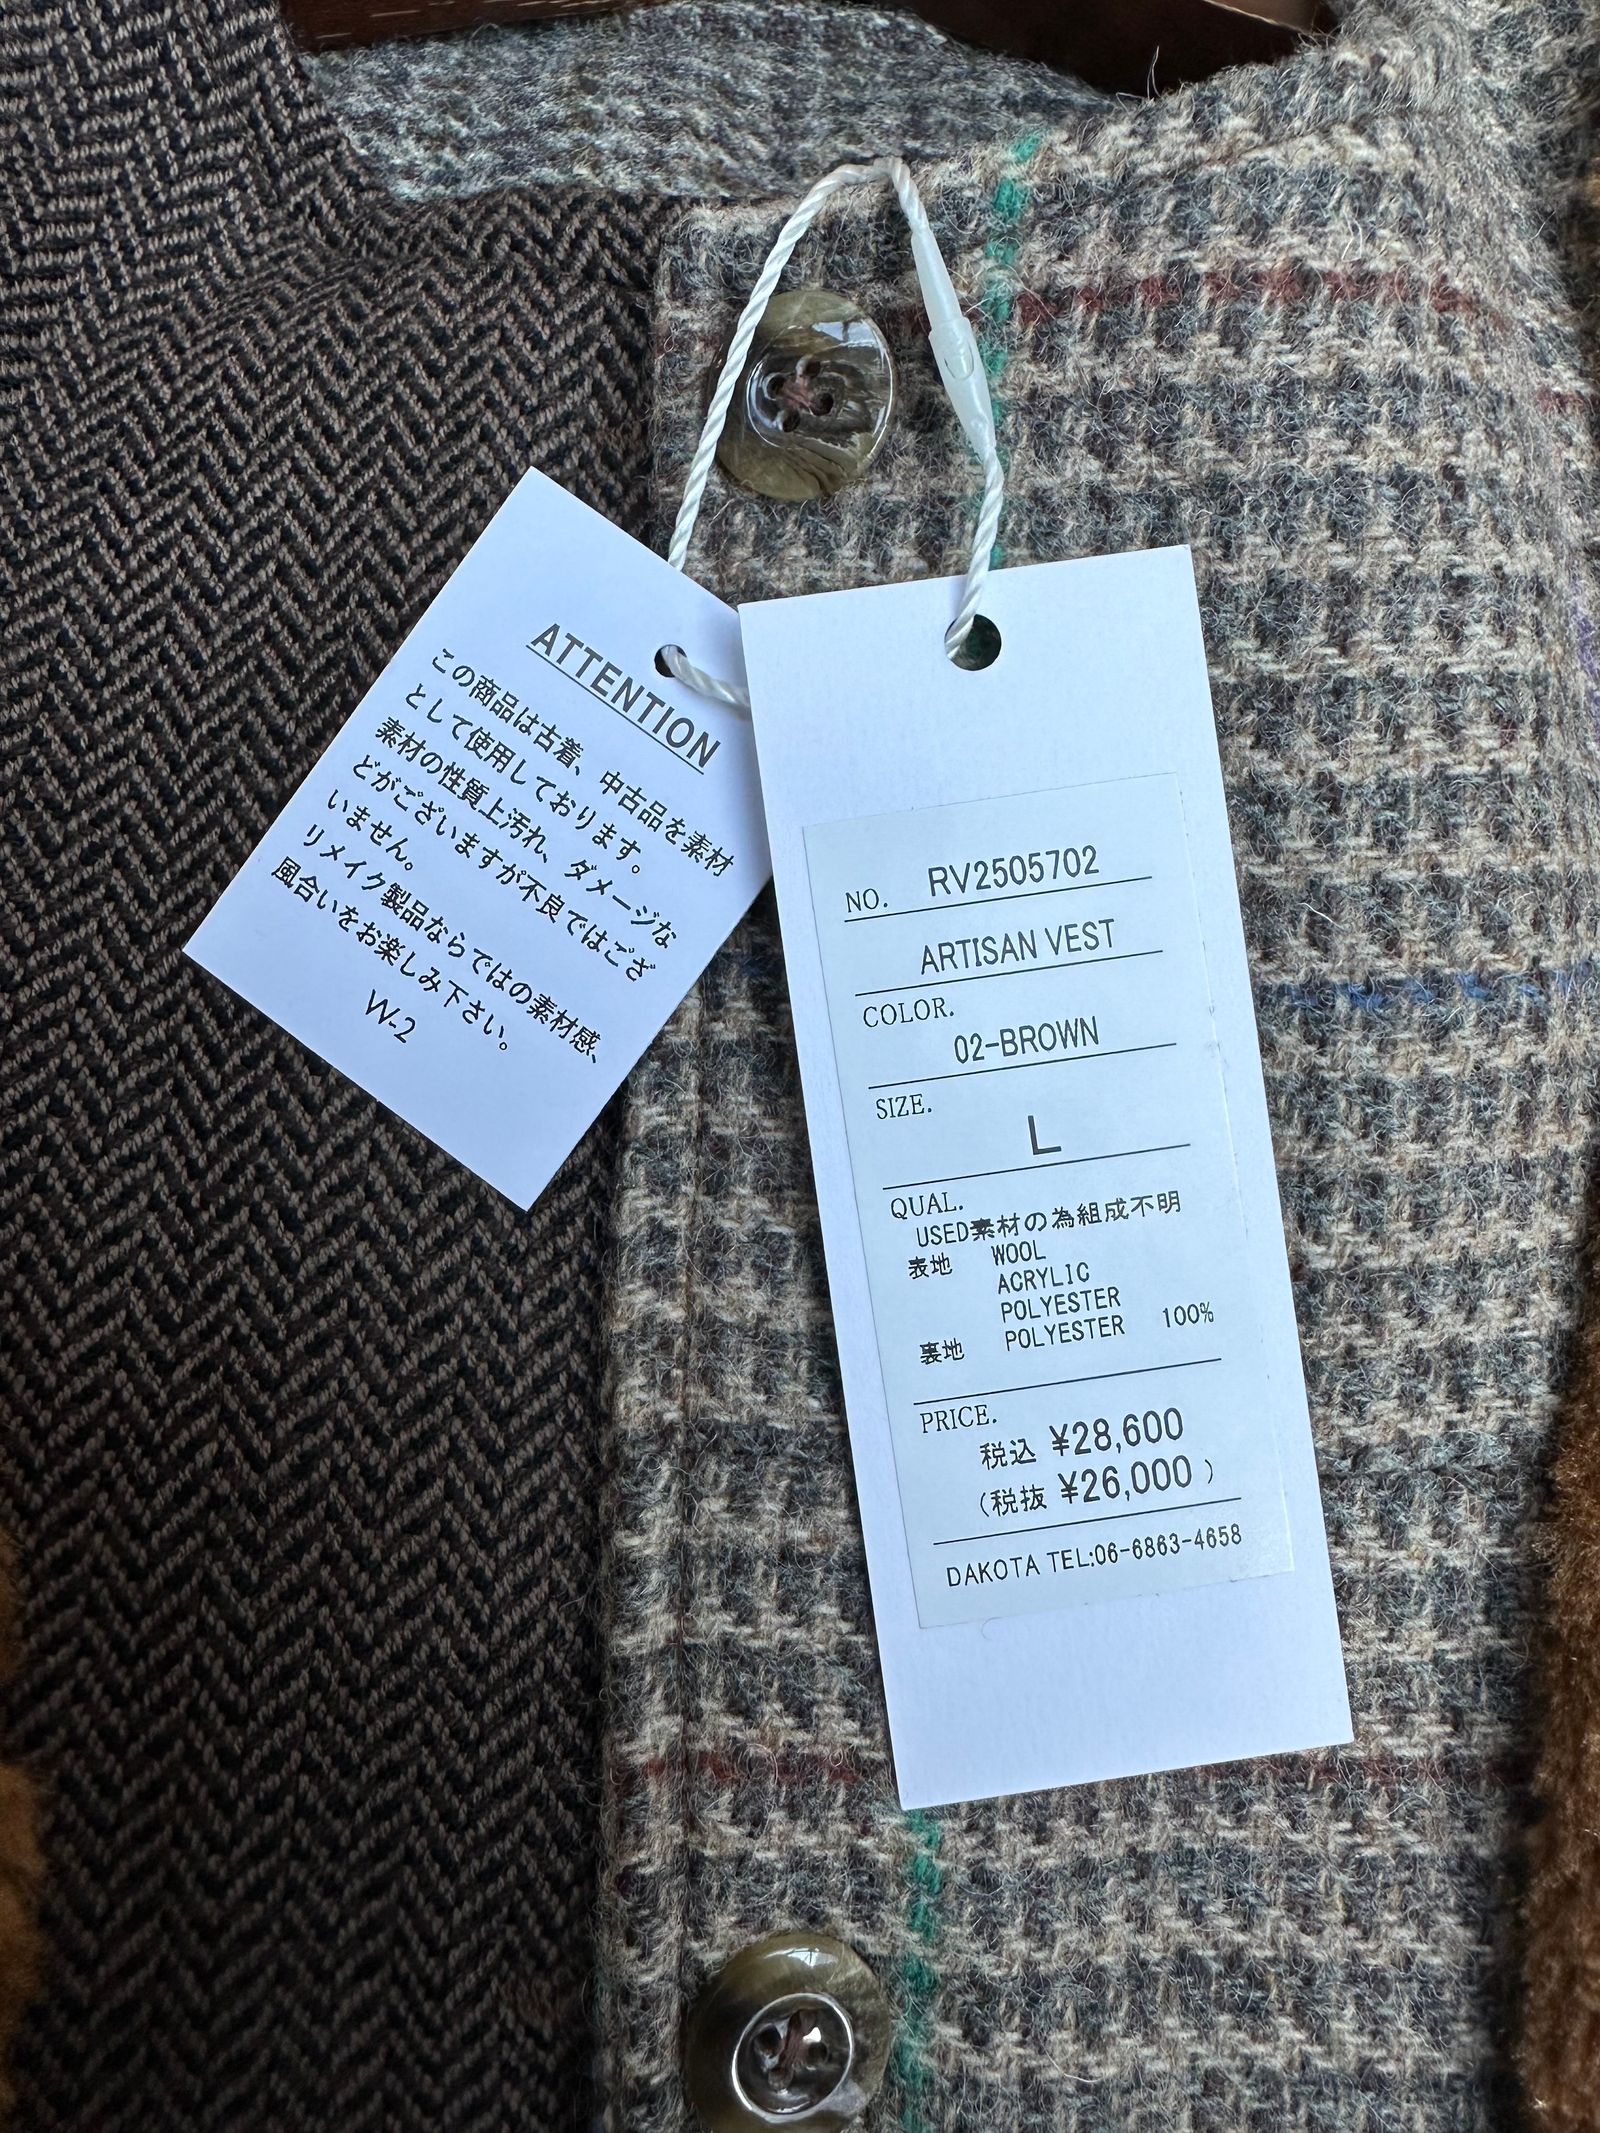 ATTENTION
この商品は古着、中古品を素材
として使用しております。
素材の性質上汚れ、ダメージな
どがございますが不良ではござ
いません。
リメイク製品ならではの素材感、
風合いをお楽しみ下さい。
W-2
NO. RV2505702
ARTISAN VEST
COLOR.
02-BROWN
SIZE.
L
QUAL.
USED素材の為組成不明
表地 WOOL
ACRYLIC
POLYESTER
裏地 POLYESTER 100%
PRICE.
税込 ¥28,600
(税抜 ¥26,000 )
DAKOTA TEL:06-6863-4658